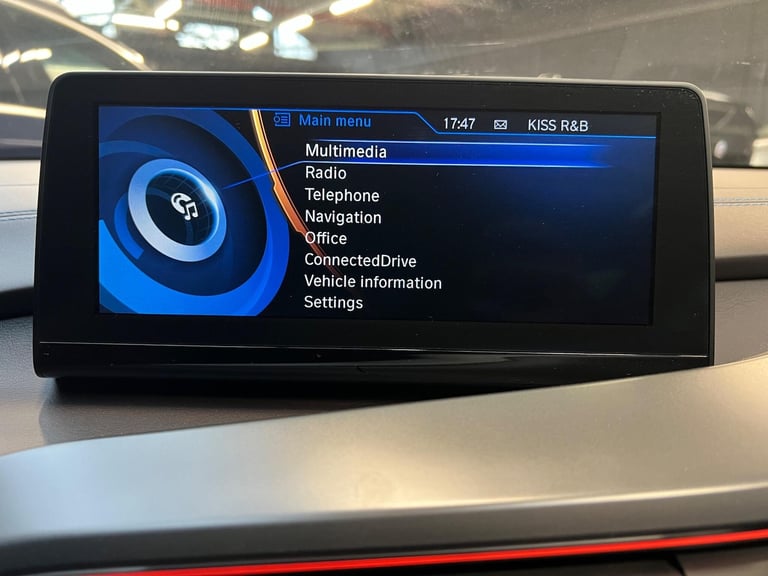 Main menu 17:47 KISS R&B
Multimedia
Radio
Telephone
Navigation
Office
ConnectedDrive
Vehicle information
Settings